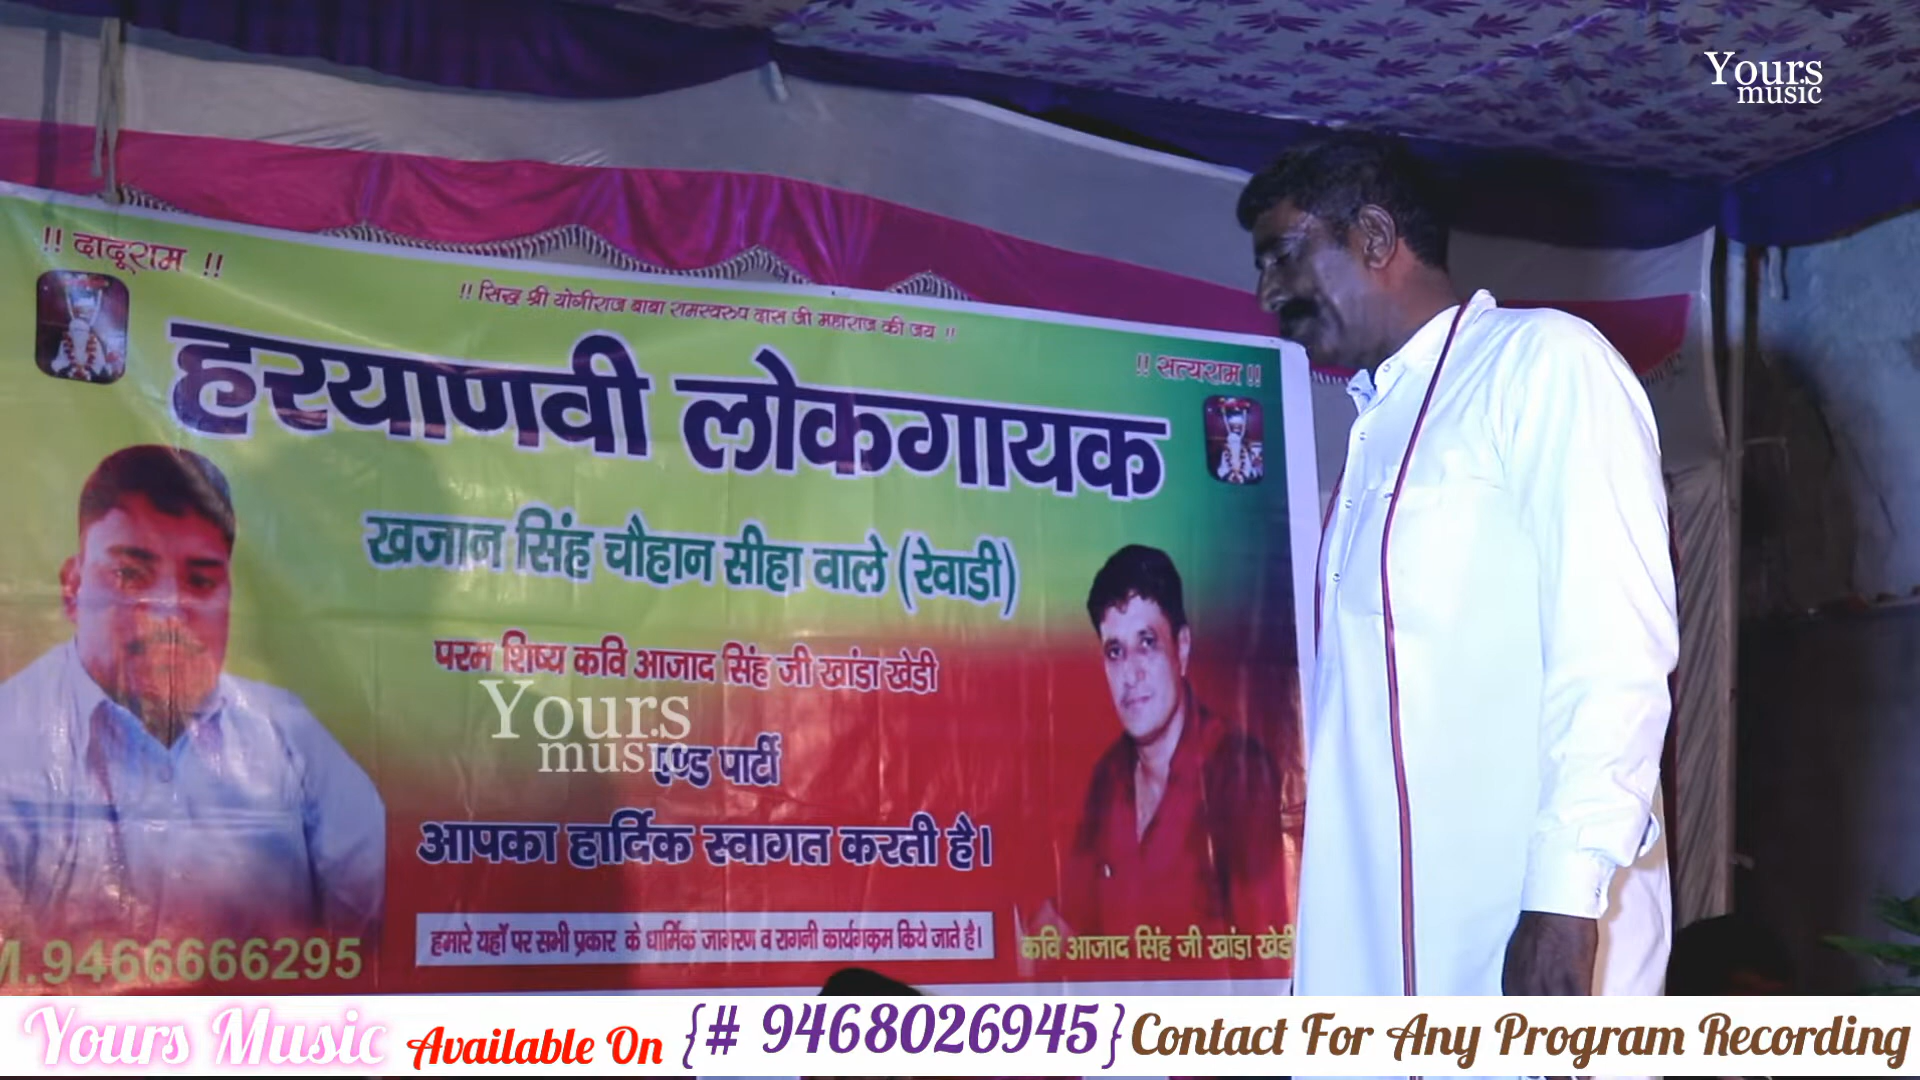 Yours
music
!! दादूराम !!
!! सिद्ध श्री योगीराज बाबा रामस्वरुप दास जी महाराज की जय !!
!! सत्यराम !!
हरयाणवी लोकगायक
खजान सिंह चौहान सीहा वाले (रेवाडी)
परम शिष्य कवि आजाद सिंह जी खांडा खेडी
Yours
music
एण्ड पार्टी
आपका हार्दिक स्वागत करती है।
हमारे यहाँ पर सभी प्रकार के धार्मिक जागरण व रागनी कार्यगक्रम किये जाते है।
M.9466666295
कवि आजाद सिंह जी खांडा खेडी
Yours Music Available On {# 9468026945} Contact For Any Program Recording